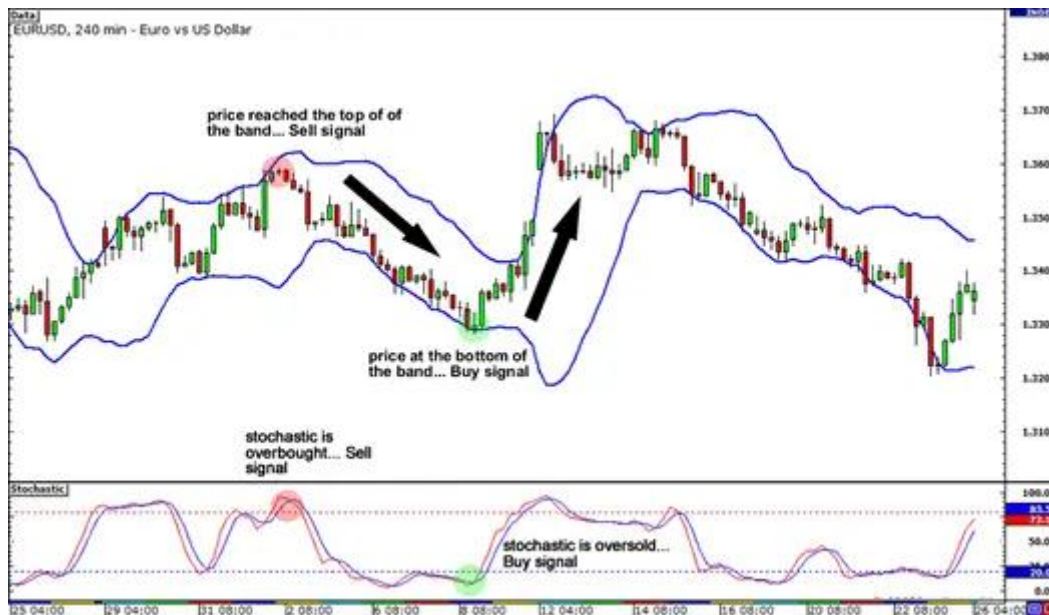 Data
EURUSD, 240 min - Euro vs US Dollar
1.380
price reached the top of of
the band... Sell signal
1.370
1.360
1.350
1.340
1.330
price at the bottom of
the band... Buy signal
1.320
1.310
stochastic is
overbought... Sell
signal
Stochastic
100.0
50.0
stochastic is oversold...
Buy signal
20.0
0.0
25 04:00 29 04:00 31 08:00 2 08:00 6 08:00 8 08:00 12 04:00 14 08:00 16 08:00 20 08:00 22 08:00